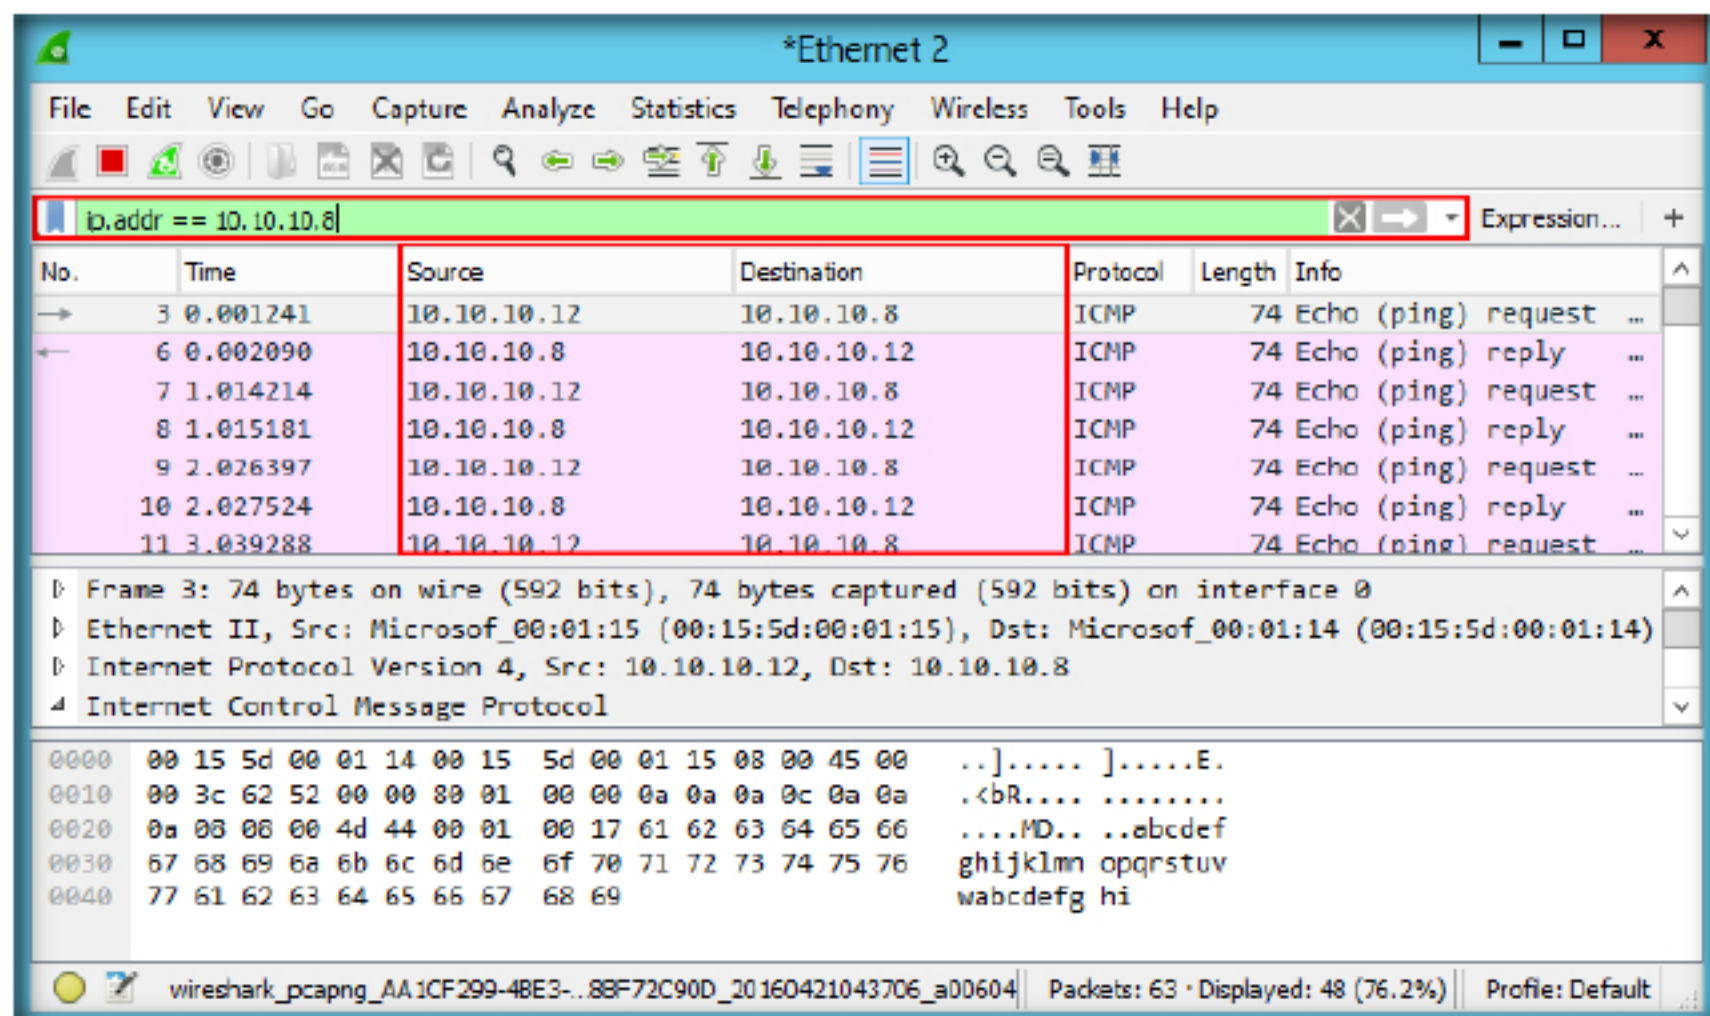 *Ethernet 2
File Edit View Go Capture Analyze Statistics Telephony Wireless Tools Help
ip.addr == 10.10.10.8 Expression... +
No. Time Source Destination Protocol Length Info
3 0.001241 10.10.10.12 10.10.10.8 ICMP 74 Echo (ping) request …
6 0.002090 10.10.10.8 10.10.10.12 ICMP 74 Echo (ping) reply …
7 1.014214 10.10.10.12 10.10.10.8 ICMP 74 Echo (ping) request …
8 1.015181 10.10.10.8 10.10.10.12 ICMP 74 Echo (ping) reply …
9 2.026397 10.10.10.12 10.10.10.8 ICMP 74 Echo (ping) request …
10 2.027524 10.10.10.8 10.10.10.12 ICMP 74 Echo (ping) reply …
11 3.039288 10.10.10.12 10.10.10.8 ICMP 74 Echo (ping) request …
Frame 3: 74 bytes on wire (592 bits), 74 bytes captured (592 bits) on interface 0
Ethernet II, Src: Microsof_00:01:15 (00:15:5d:00:01:15), Dst: Microsof_00:01:14 (00:15:5d:00:01:14)
Internet Protocol Version 4, Src: 10.10.10.12, Dst: 10.10.10.8
Internet Control Message Protocol
0000 00 15 5d 00 01 14 00 15 5d 00 01 15 08 00 45 00 ..]..... ].....E.
0010 00 3c 62 52 00 00 80 01 00 00 0a 0a 0a 0c 0a 0a .<bR.... ........
0020 0a 08 08 00 4d 44 00 01 00 17 61 62 63 64 65 66 ....MD.. ..abcdef
0030 67 68 69 6a 6b 6c 6d 6e 6f 70 71 72 73 74 75 76 ghijklmn opqrstuv
0040 77 61 62 63 64 65 66 67 68 69 wabcdefg hi
wireshark_pcapng_AA1CF299-4BE3-...8BF72C90D_20160421043706_a00604 Packets: 63 · Displayed: 48 (76.2%) Profile: Default